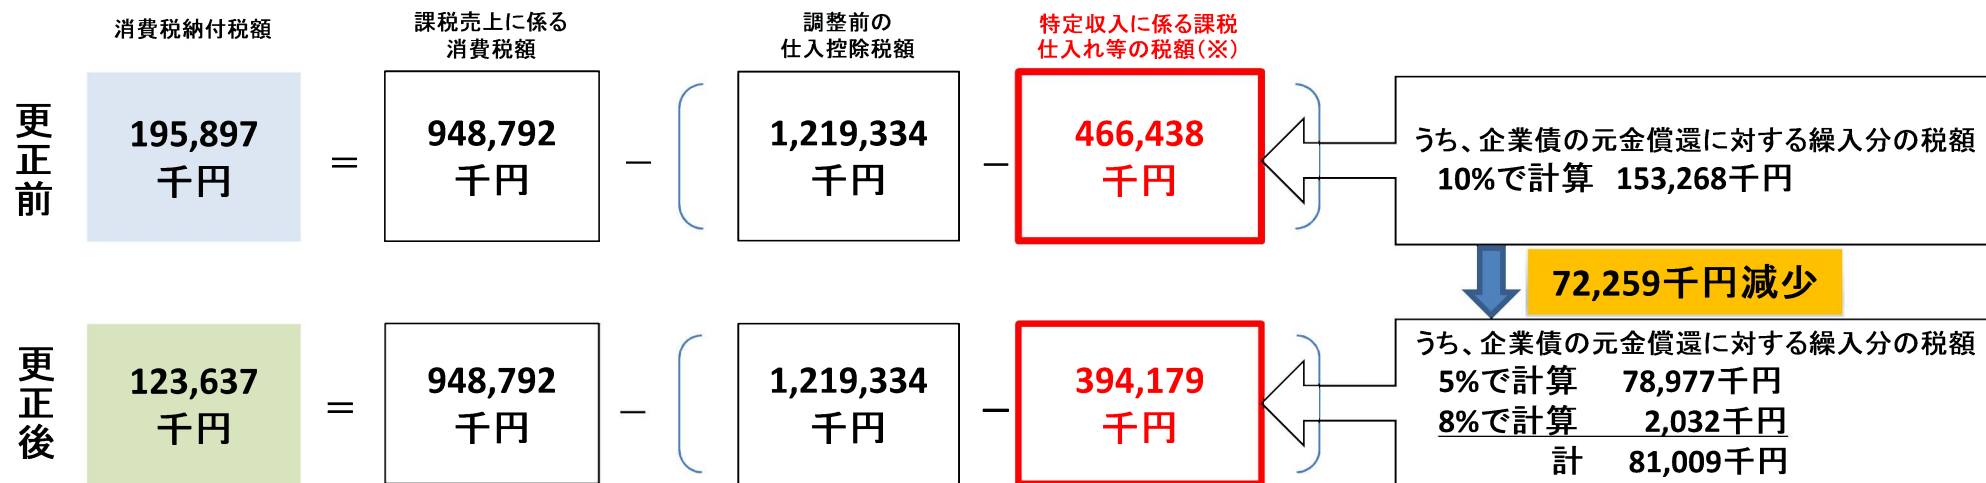 消費税納付税額
課税売上に係る
消費税額
調整前の
仕入控除税額
特定収入に係る課税
仕入れ等の税額(※)
更正前
195,897
千円
=
948,792
千円
−
1,219,334
千円
−
466,438
千円
うち、企業債の元金償還に対する繰入分の税額
10%で計算 153,268千円
72,259千円減少
更正後
123,637
千円
=
948,792
千円
−
1,219,334
千円
−
394,179
千円
うち、企業債の元金償還に対する繰入分の税額
5%で計算 78,977千円
8%で計算 2,032千円
計 81,009千円